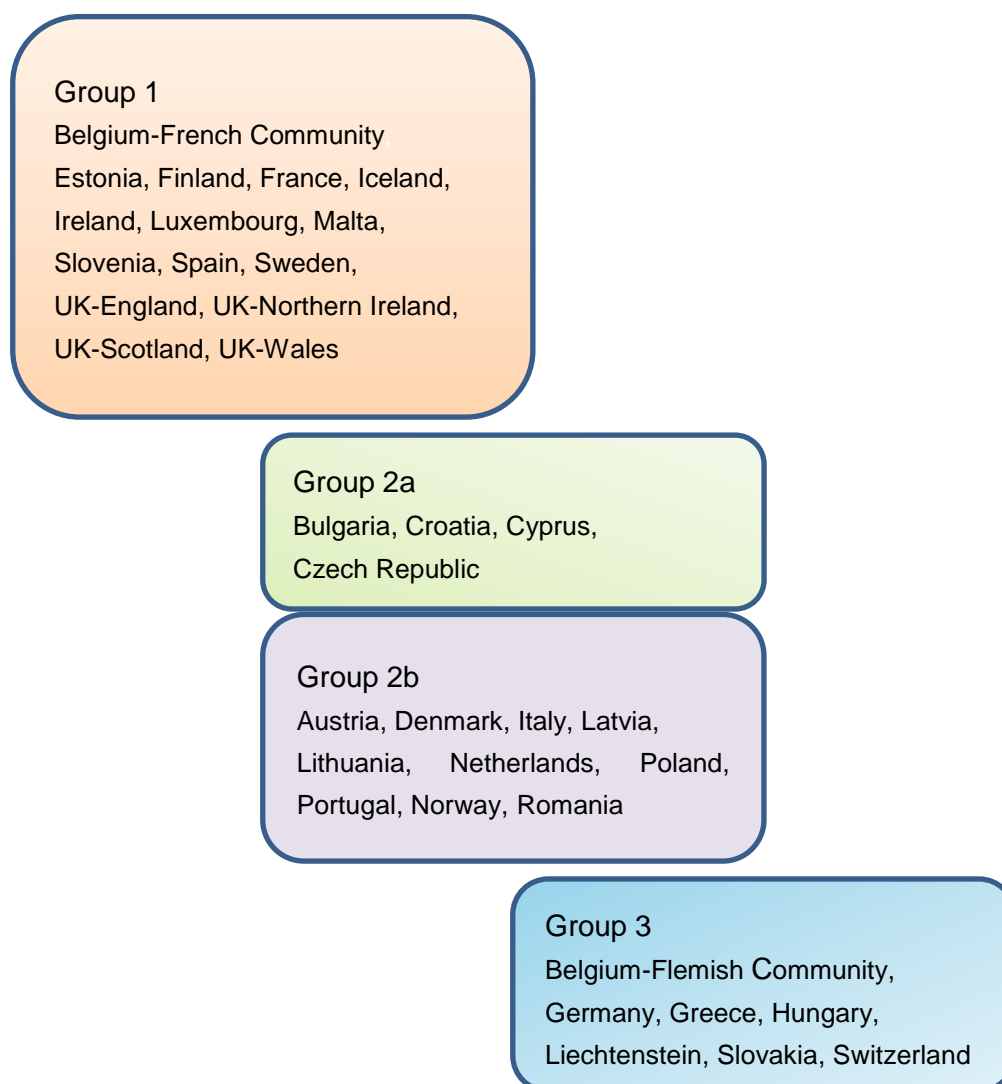 Group 1
Belgium-French Community,
Estonia, Finland, France, Iceland,
Ireland, Luxembourg, Malta,
Slovenia, Spain, Sweden,
UK-England, UK-Northern Ireland,
UK-Scotland, UK-Wales
Group 2a
Bulgaria, Croatia, Cyprus,
Czech Republic
Group 2b
Austria, Denmark, Italy, Latvia,
Lithuania, Netherlands, Poland,
Portugal, Norway, Romania
Group 3
Belgium-Flemish Community,
Germany, Greece, Hungary,
Liechtenstein, Slovakia, Switzerland